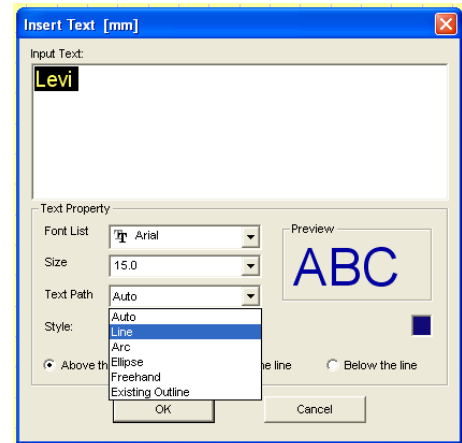 Insert Text [mm]
Input Text:
Levi
Text Property
Font List
Arial
Preview
ABC
Size
15.0
Text Path
Auto
Style:
Auto
Line
Arc
Ellipse
Freehand
Existing Outline
Above th
e line
Below the line
OK
Cancel